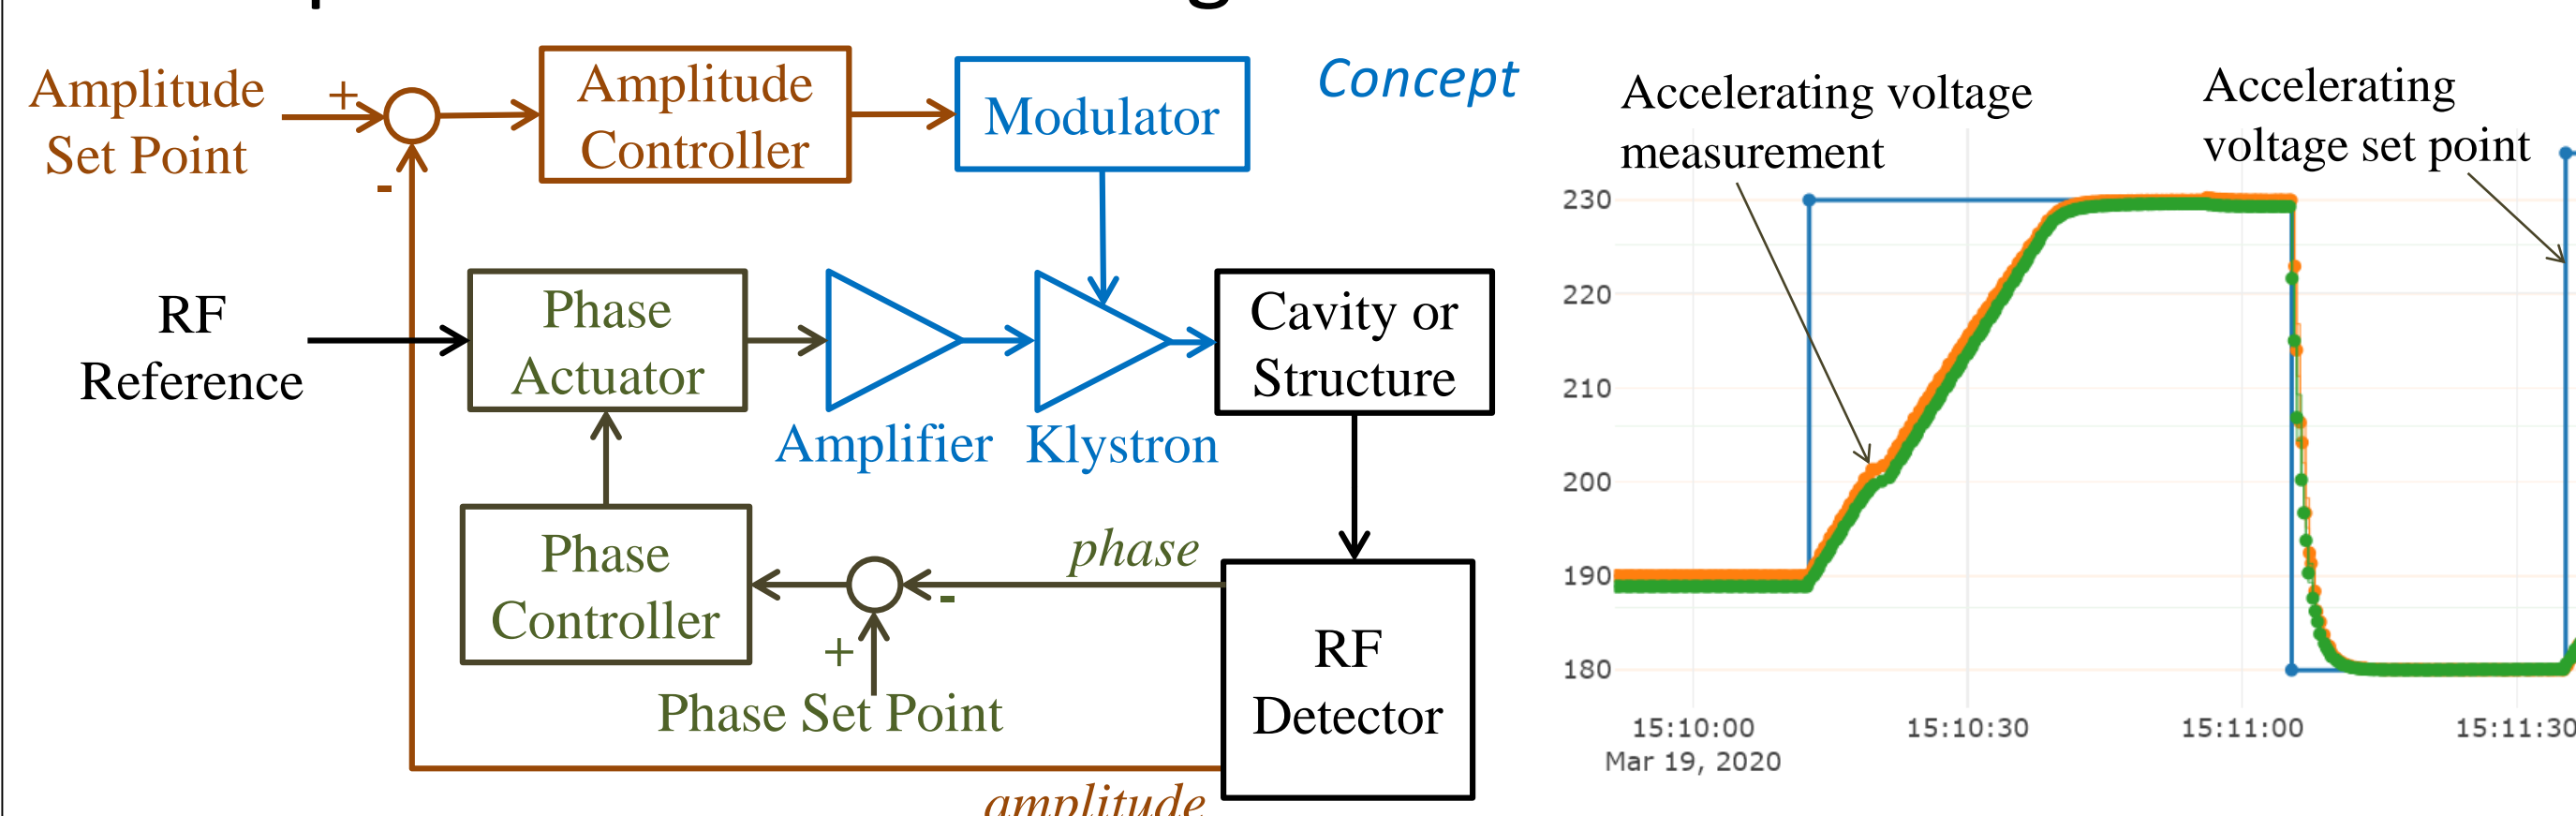 Concept
Amplitude
Set Point
+
-
Amplitude
Controller
Modulator
RF
Reference
Phase
Actuator
Amplifier
Klystron
Cavity or
Structure
Phase
Controller
phase
-
+
Phase Set Point
RF
Detector
amplitude
Accelerating voltage
measurement
Accelerating
voltage set point
230
220
210
200
190
180
15:10:00
15:10:30
15:11:00
15:11:30
Mar 19, 2020